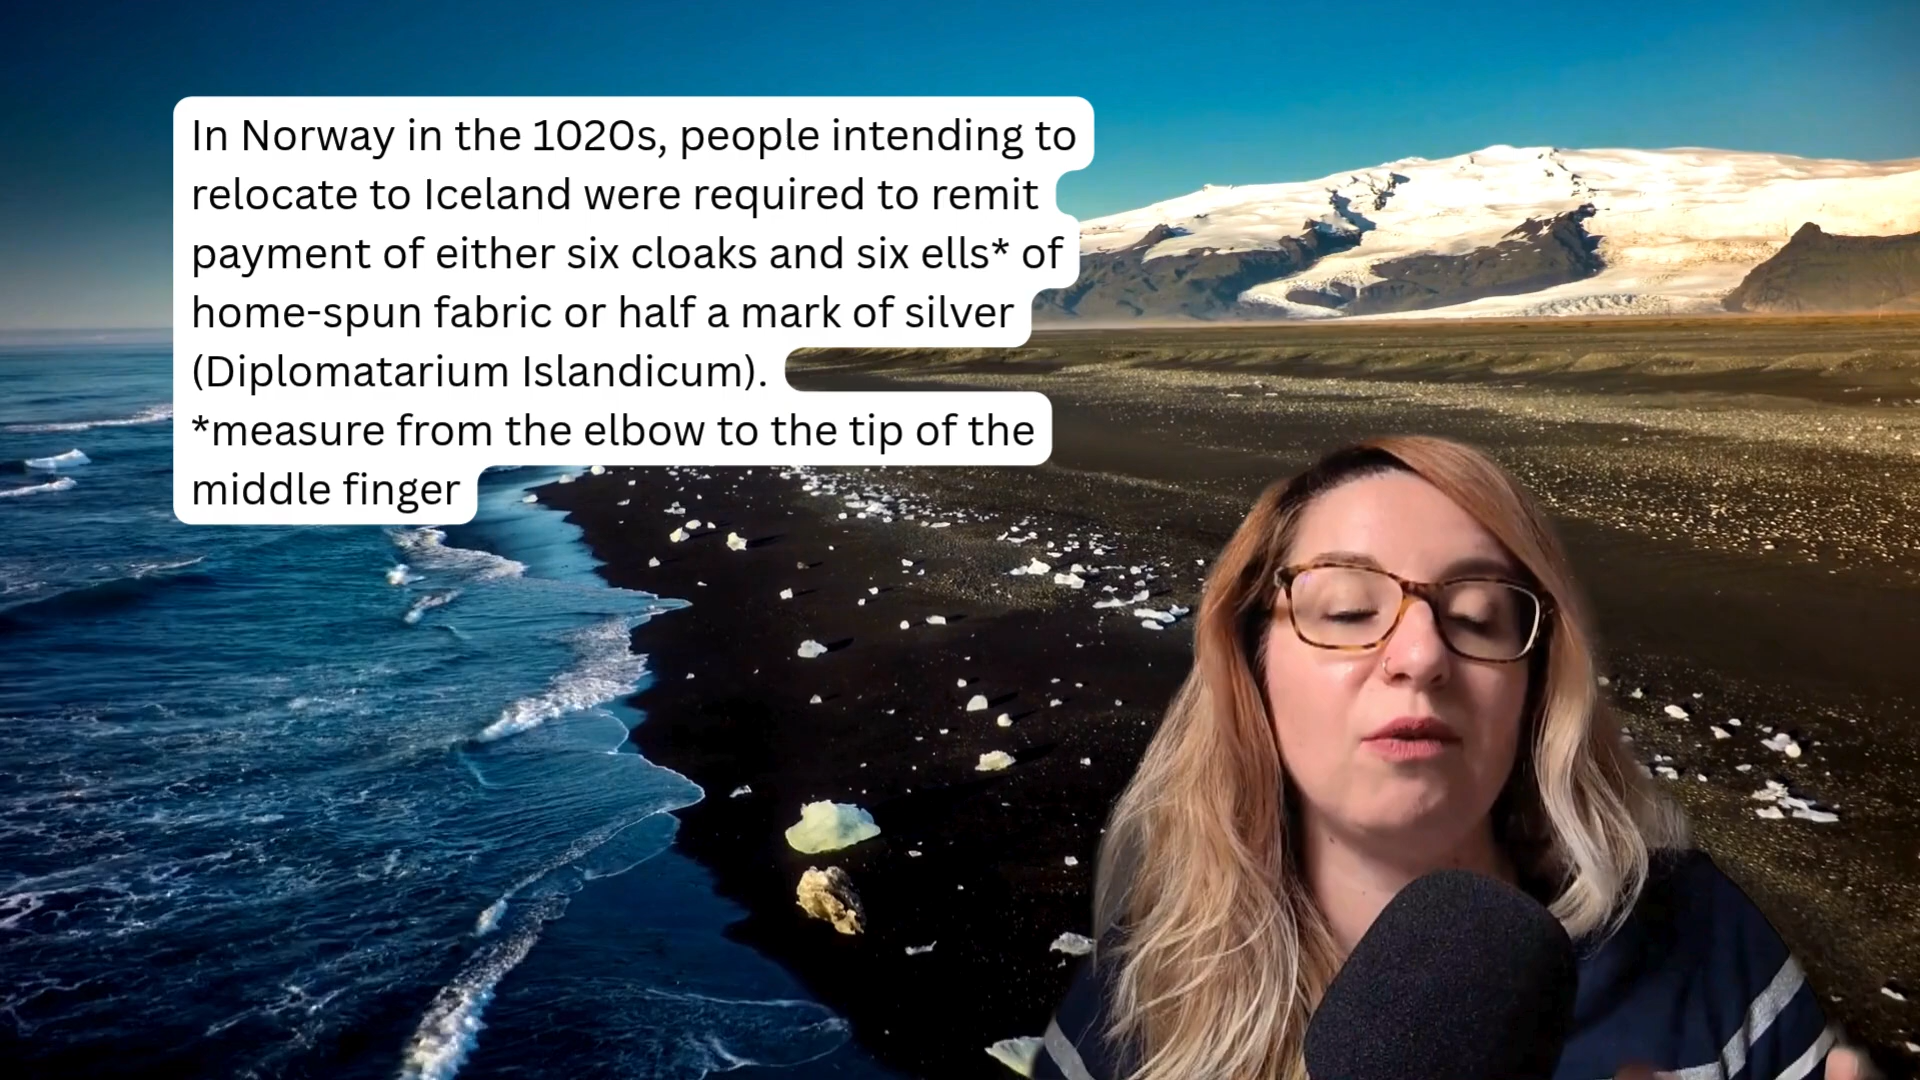 In Norway in the 1020s, people intending to
relocate to Iceland were required to remit
payment of either six cloaks and six ells* of
home-spun fabric or half a mark of silver
(Diplomatarium Islandicum).
*measure from the elbow to the tip of the
middle finger